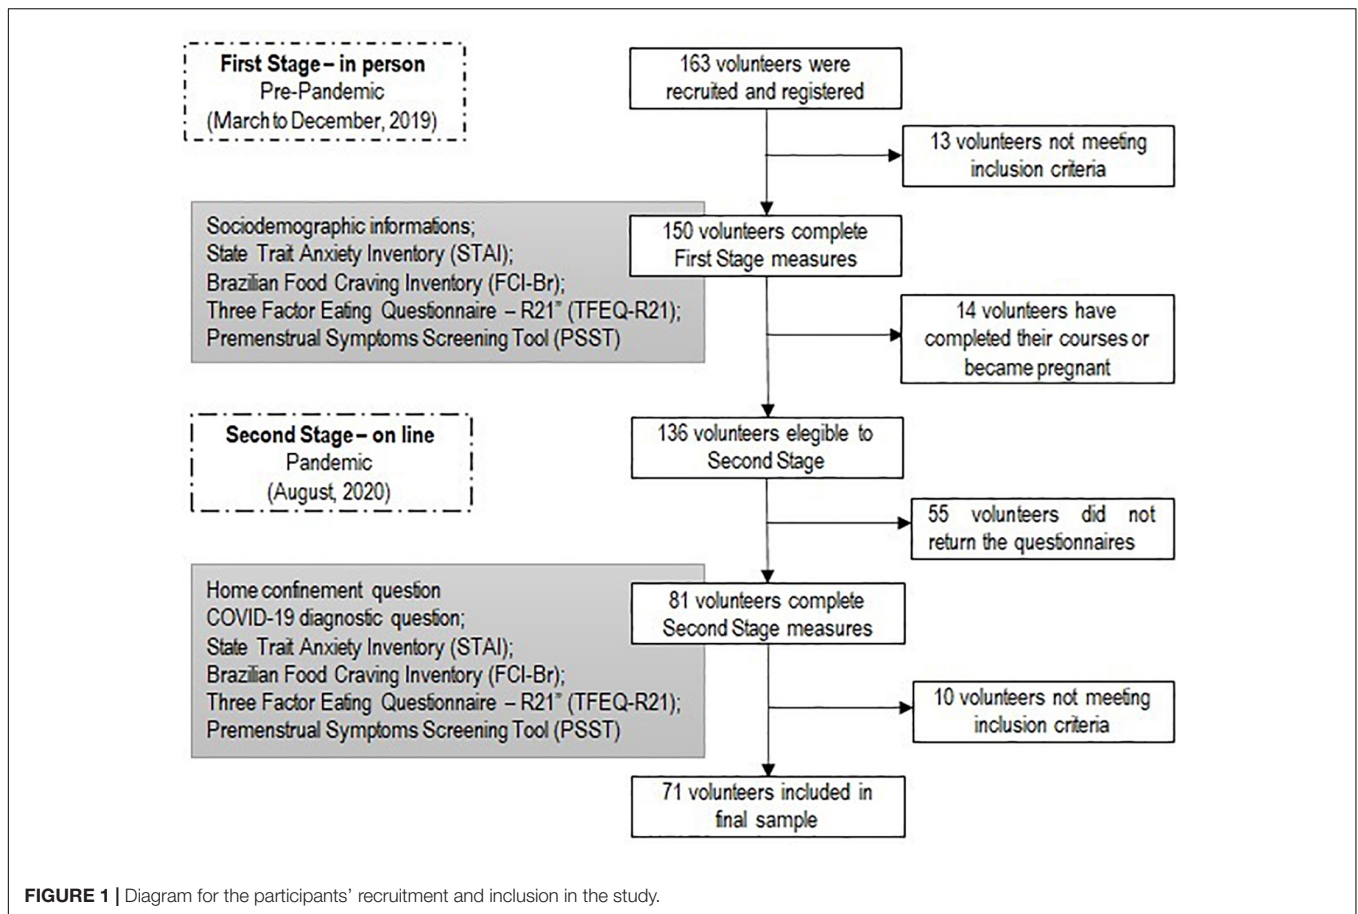 First Stage – in person
Pre-Pandemic
(March to December, 2019)
163 volunteers were
recruited and registered
13 volunteers not meeting
inclusion criteria
Sociodemographic informations;
State Trait Anxiety Inventory (STAI);
Brazilian Food Craving Inventory (FCI-Br);
Three Factor Eating Questionnaire – R21” (TFEQ-R21);
Premenstrual Symptoms Screening Tool (PSST)
150 volunteers complete
First Stage measures
14 volunteers have
completed their courses or
became pregnant
Second Stage – on line
Pandemic
(August, 2020)
136 volunteers elegible to
Second Stage
55 volunteers did not
return the questionnaires
Home confinement question
COVID-19 diagnostic question;
State Trait Anxiety Inventory (STAI);
Brazilian Food Craving Inventory (FCI-Br);
Three Factor Eating Questionnaire – R21” (TFEQ-R21);
Premenstrual Symptoms Screening Tool (PSST)
81 volunteers complete
Second Stage measures
10 volunteers not meeting
inclusion criteria
71 volunteers included in
final sample
FIGURE 1 | Diagram for the participants’ recruitment and inclusion in the study.